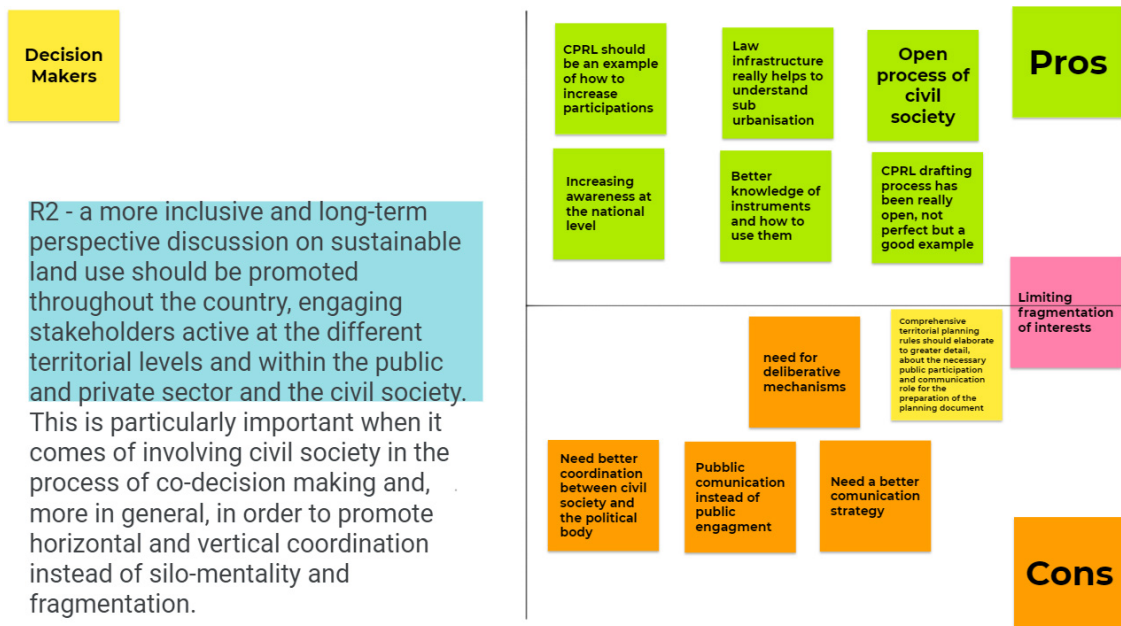 Decision
Makers
R2 - a more inclusive and long-term
perspective discussion on sustainable
land use should be promoted
throughout the country, engaging
stakeholders active at the different
territorial levels and within the public
and private sector and the civil society.
This is particularly important when it
comes of involving civil society in the
process of co-decision making and,
more in general, in order to promote
horizontal and vertical coordination
instead of silo-mentality and
fragmentation.
CPRL should
be an example
of how to
increase
participations
Law
infrastructure
really helps to
understand
sub
urbanisation
Open
process of
civil
society
Pros
Increasing
awareness at
the national
level
Better
knowledge of
instruments
and how to
use them
CPRL drafting
process has
been really
open, not
perfect but a
good example
Limiting
fragmentation
of interests
need for
deliberative
mechanisms
Comprehensive
territorial planning
rules should elaborate
to greater detail,
about the necessary
public participation
and communication
role for the
preparation of the
planning document
Need better
coordination
between civil
society and
the political
body
Pubblic
comunication
instead of
public
engagment
Need a better
comunication
strategy
Cons